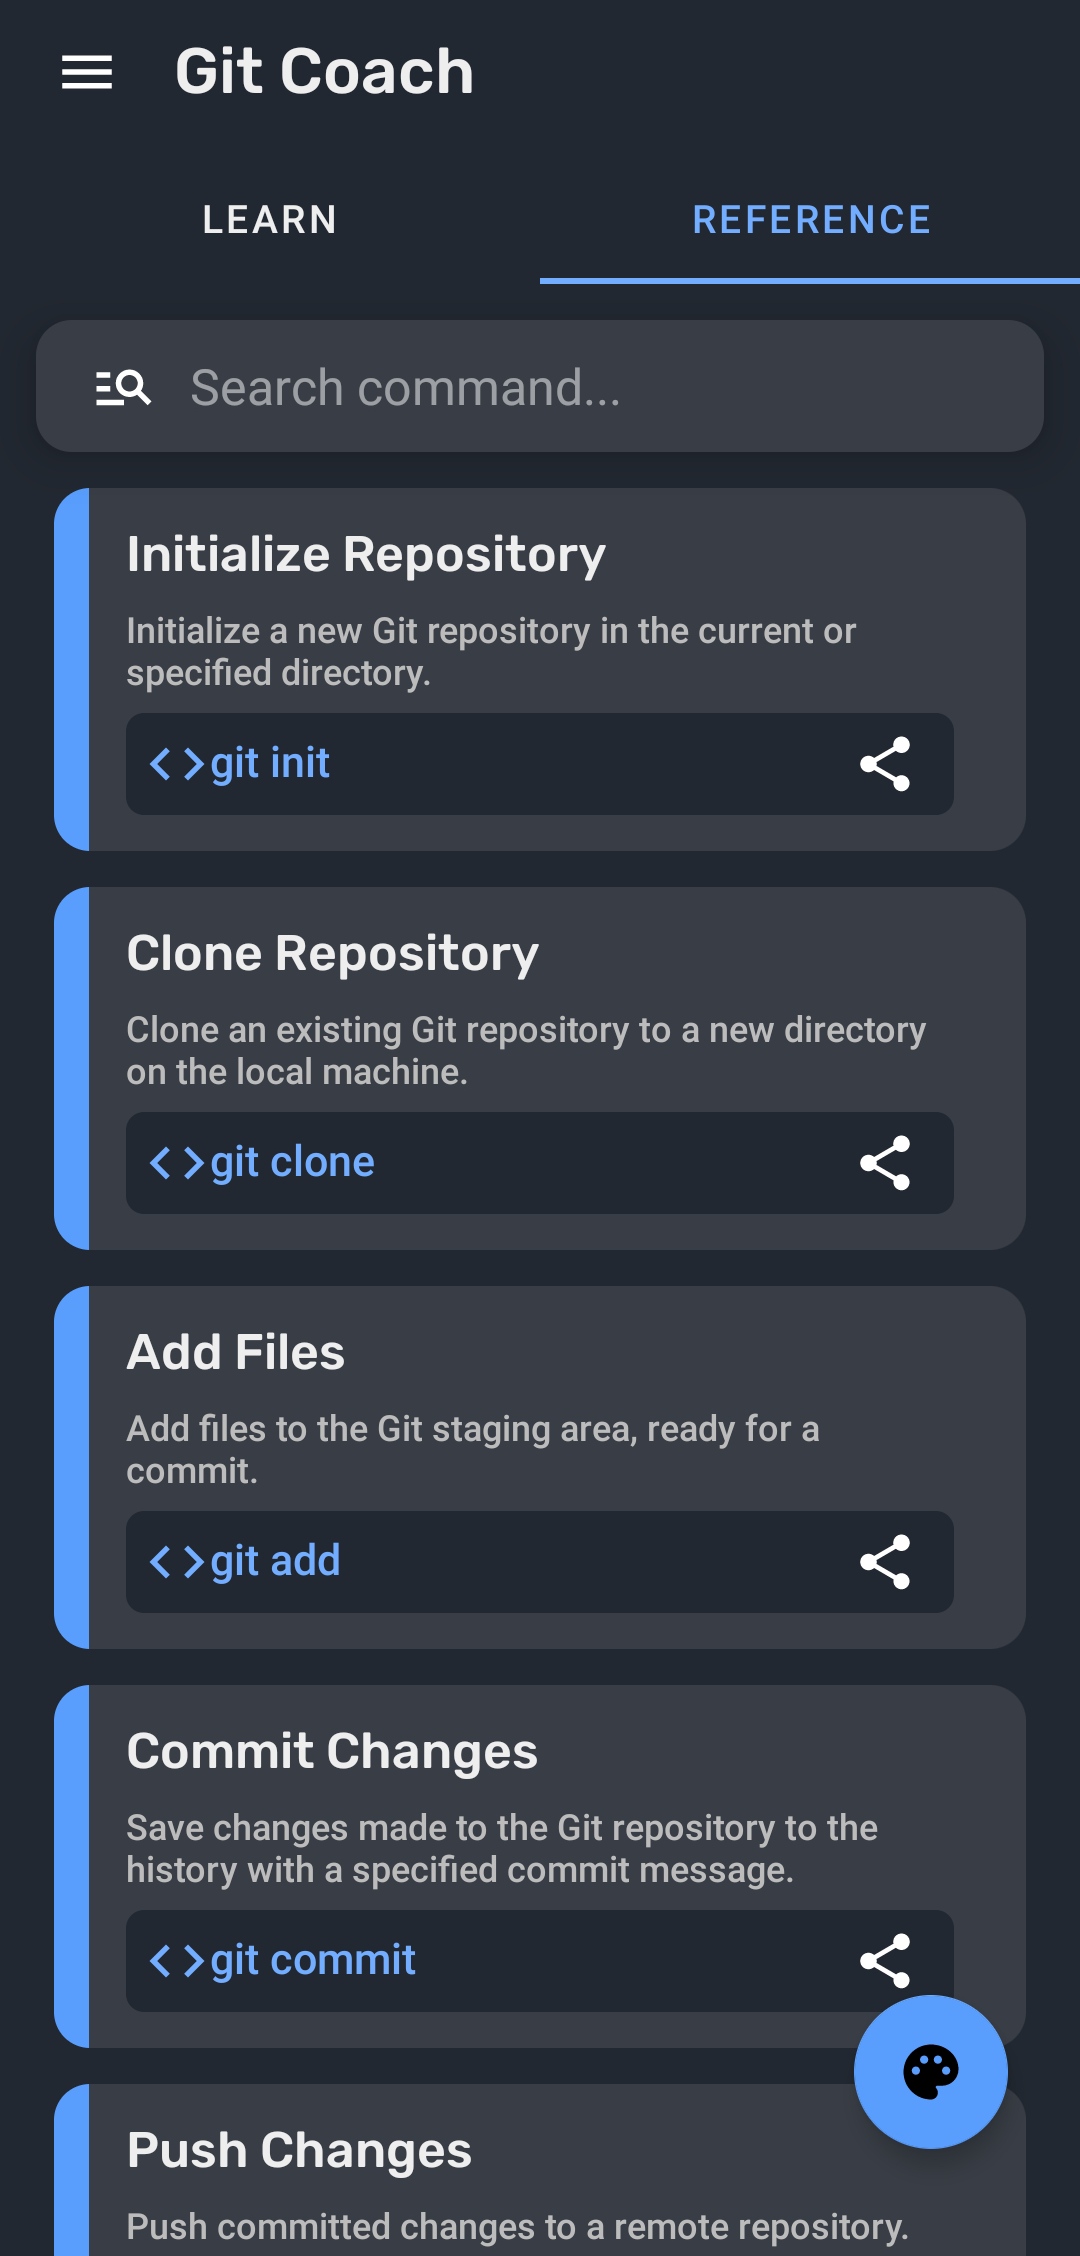 Git Coach
LEARN
REFERENCE
Search command...
Initialize Repository
Initialize a new Git repository in the current or
specified directory.
git init
Clone Repository
Clone an existing Git repository to a new directory
on the local machine.
git clone
Add Files
Add files to the Git staging area, ready for a
commit.
git add
Commit Changes
Save changes made to the Git repository to the
history with a specified commit message.
git commit
Push Changes
Push committed changes to a remote repository.